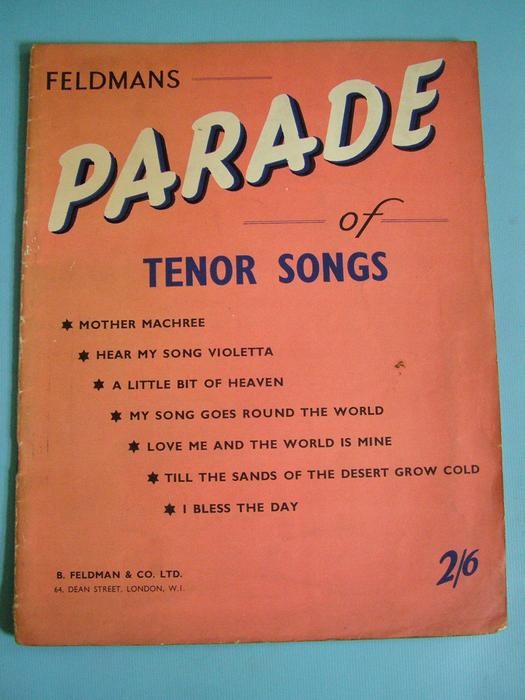 FELDMANS
PARADE
of
TENOR SONGS
MOTHER MACHREE
HEAR MY SONG VIOLETTA
A LITTLE BIT OF HEAVEN
MY SONG GOES ROUND THE WORLD
LOVE ME AND THE WORLD IS MINE
TILL THE SANDS OF THE DESERT GROW COLD
I BLESS THE DAY
B. FELDMAN & CO. LTD.
64, DEAN STREET, LONDON, W.I.
2/6